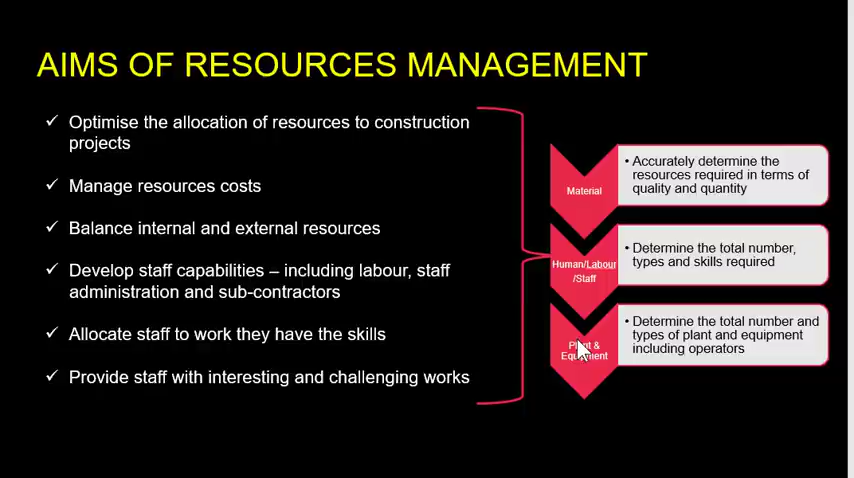 AIMS OF RESOURCES MANAGEMENT
✓ Optimise the allocation of resources to construction
projects
✓ Manage resources costs
✓ Balance internal and external resources
✓ Develop staff capabilities – including labour, staff
administration and sub-contractors
✓ Allocate staff to work they have the skills
✓ Provide staff with interesting and challenging works
Material
• Accurately determine the
resources required in terms of
quality and quantity
Human/Labour
/Staff
• Determine the total number,
types and skills required
Plant &
Equipment
• Determine the total number and
types of plant and equipment
including operators